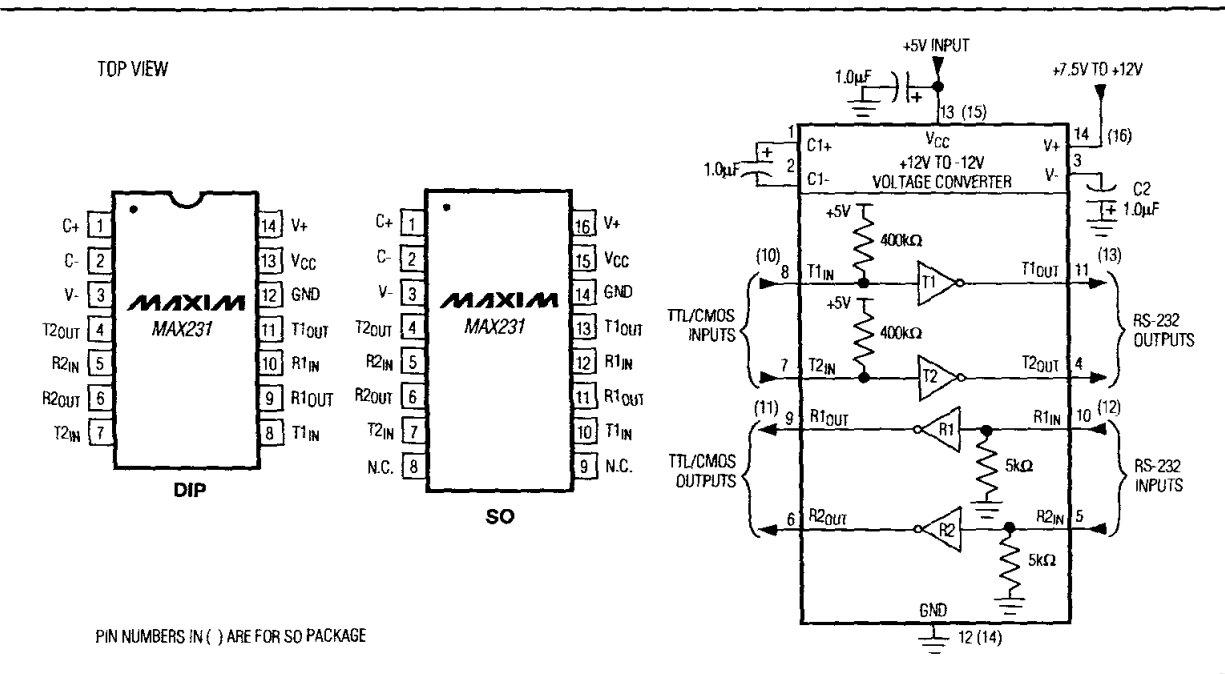 TOP VIEW
C+ 1
C- 2
V- 3
T2OUT 4
R2IN 5
R2OUT 6
T2IN 7
14 V+
13 VCC
12 GND
11 T1OUT
10 R1IN
9 R1OUT
8 T1IN
MAXIM
MAX231
DIP
C+ 1
C- 2
V- 3
T2OUT 4
R2IN 5
R2OUT 6
T2IN 7
N.C. 8
16 V+
15 VCC
14 GND
13 T1OUT
12 R1IN
11 R1OUT
10 T1IN
9 N.C.
MAXIM
MAX231
SO
PIN NUMBERS IN ( ) ARE FOR SO PACKAGE
+5V INPUT
1.0µF
+
+7.5V TO +12V
13 (15)
1
C1+
VCC
V+
14
(16)
+
1.0µF
2
C1-
+12V TO -12V
VOLTAGE CONVERTER
V-
3
C2
+
1.0µF
+5V
400kΩ
(10)
8
T1IN
T1
T1OUT
11
(13)
+5V
400kΩ
TTL/CMOS
INPUTS
RS-232
OUTPUTS
7
T2IN
T2
T2OUT
4
(11)
9
R1OUT
R1
R1IN
10
(12)
5kΩ
TTL/CMOS
OUTPUTS
RS-232
INPUTS
6
R2OUT
R2
R2IN
5
5kΩ
GND
12 (14)